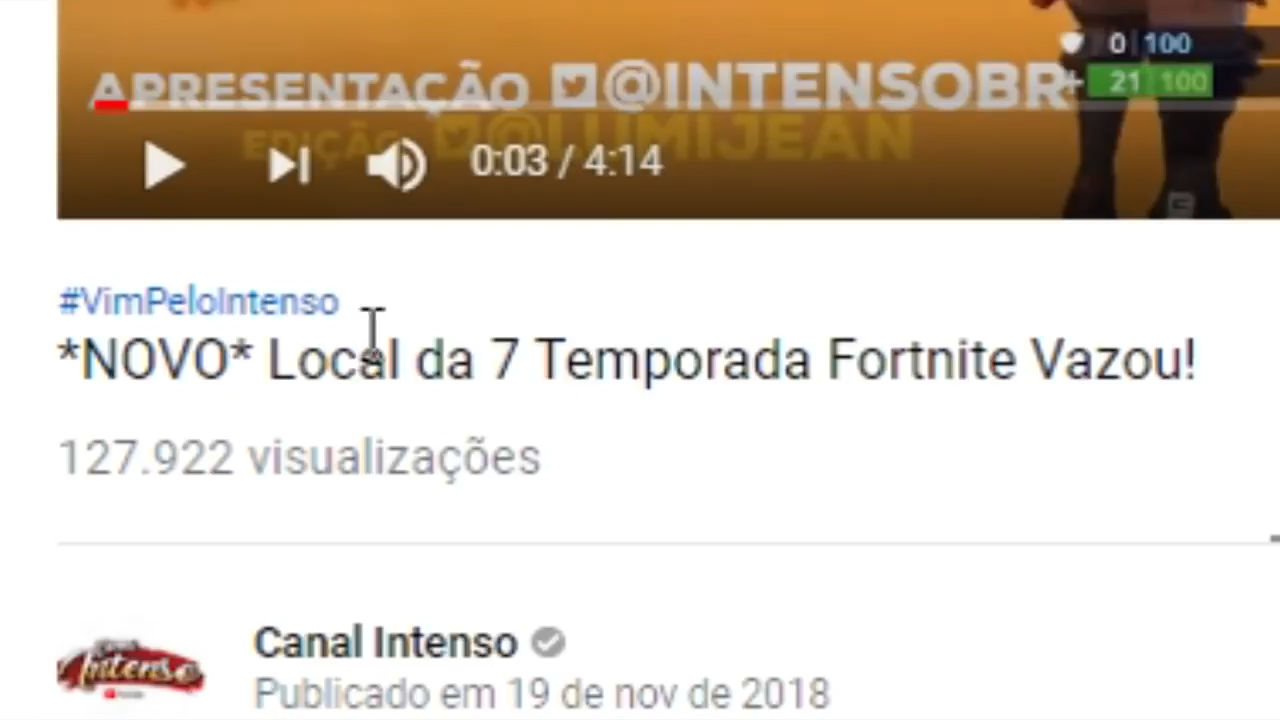 0 | 100
APRESENTAÇÃO @INTENSOBR
+ 21 | 100
EDIÇÃO @LUMIJEAN
0:03 / 4:14
#VimPeloIntenso
*NOVO* Local da 7 Temporada Fortnite Vazou!
127.922 visualizações
Canal Intenso
Intenso
Publicado em 19 de nov de 2018